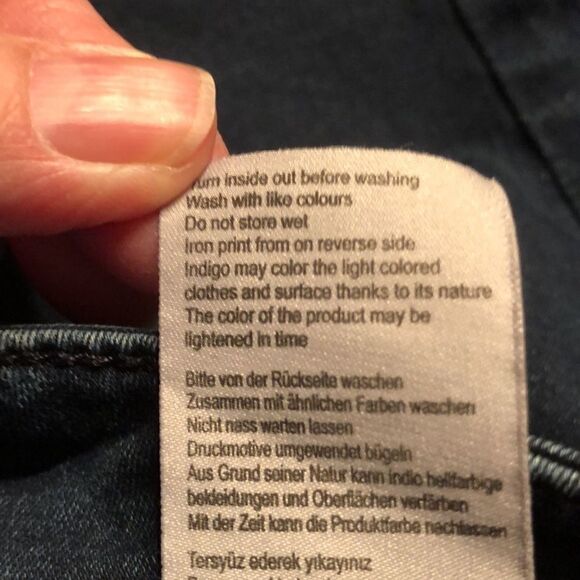 Turn inside out before washing
Wash with like colours
Do not store wet
Iron print from on reverse side
Indigo may color the light colored
clothes and surface thanks to its nature
The color of the product may be
lightened in time
Bitte von der Rückseite waschen
Zusammen mit ähnlichen Farben waschen
Nicht nass warten lassen
Druckmotive umgewendet bügeln
Aus Grund seiner Natur kann indio hellfarbige
bekleidungen und Oberflächen verfärben
Mit der Zeit kann die Produktfarbe nachlassen
Tersyüz ederek yıkayınız